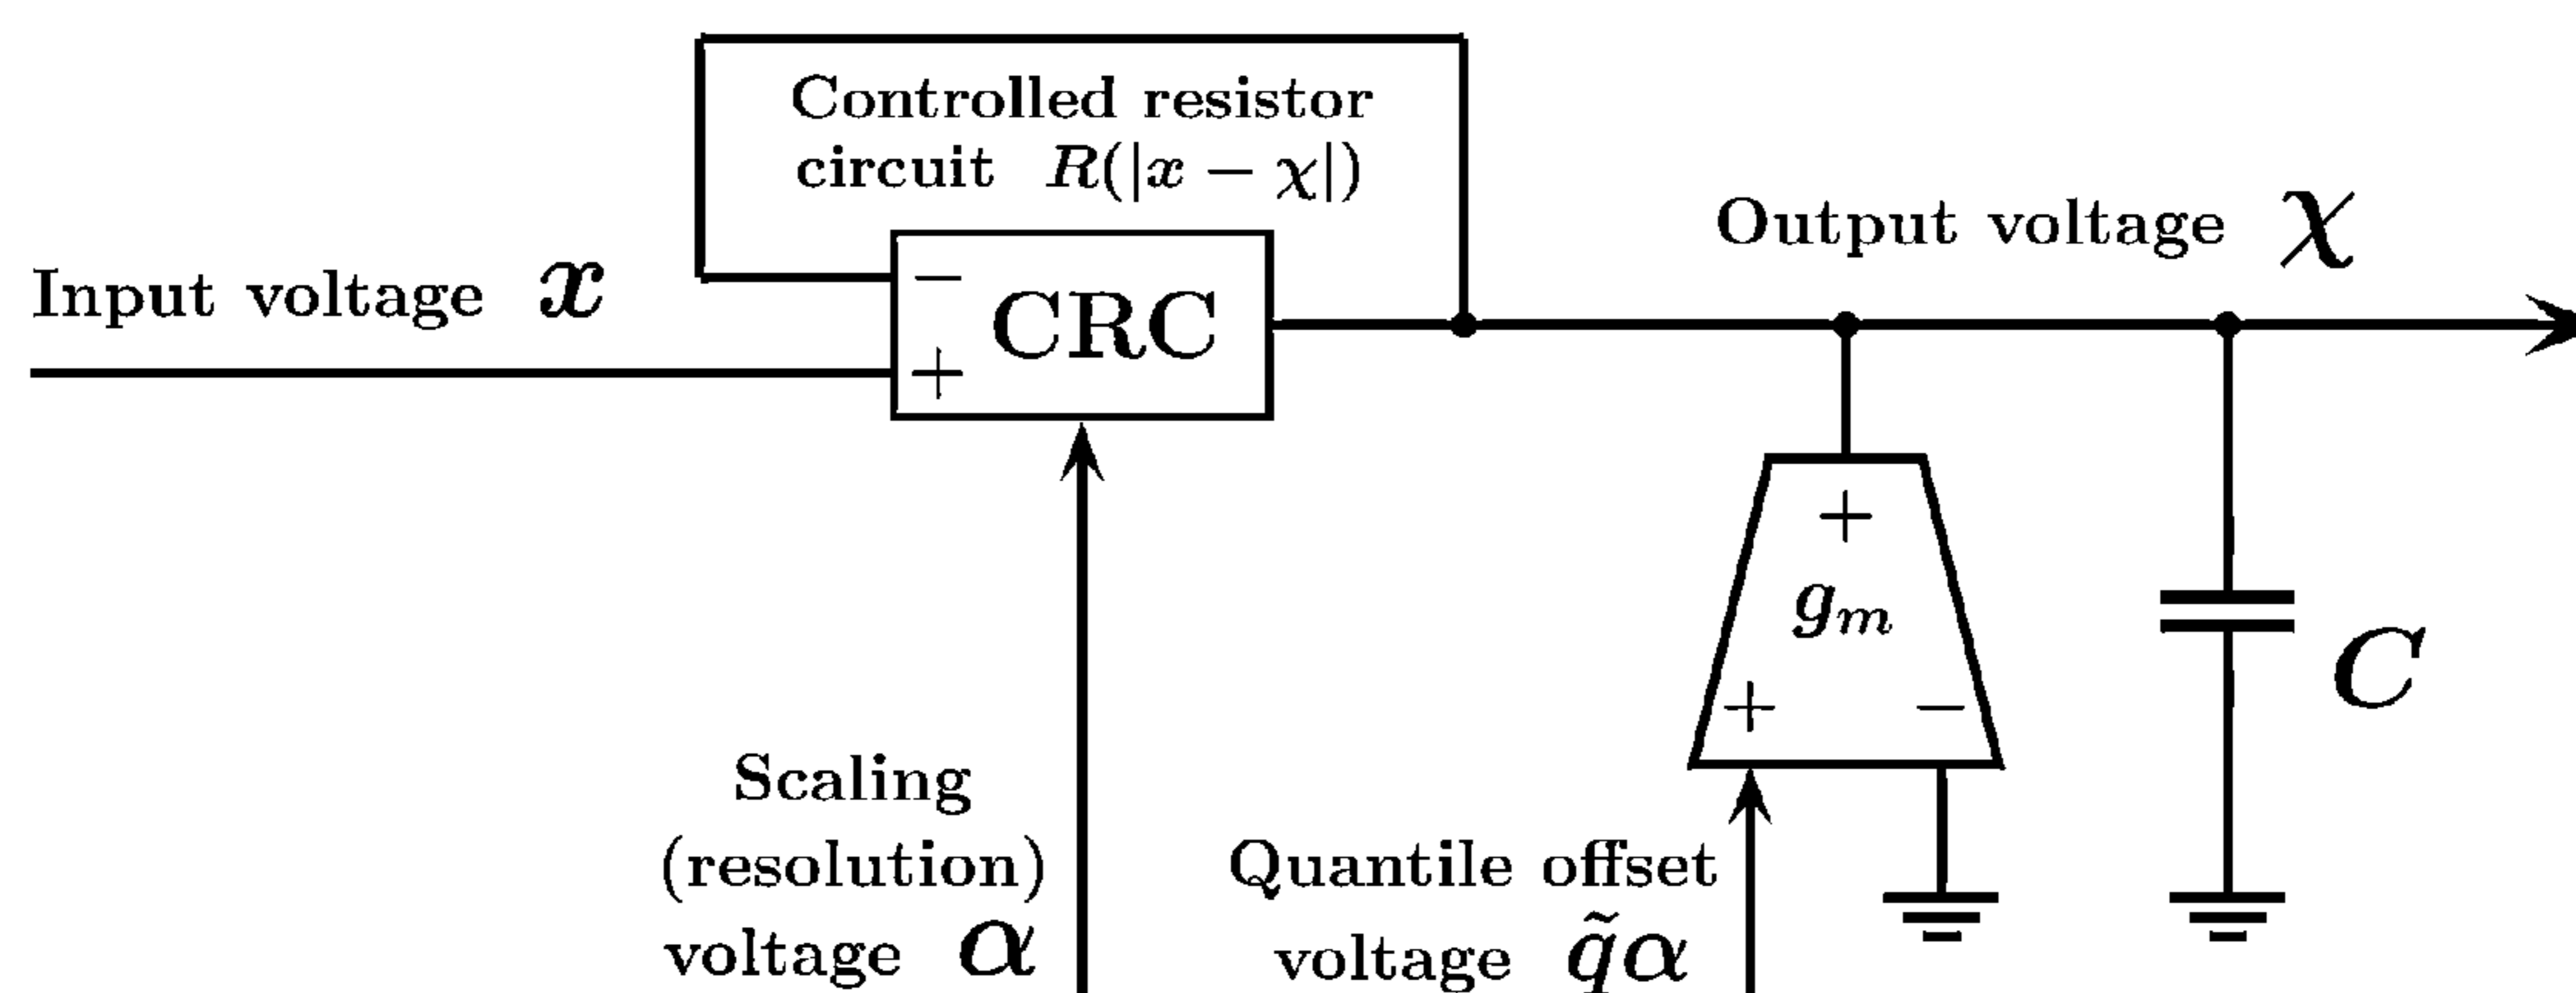 Controlled resistor
circuit R(|x − χ|)
Input voltage x
− CRC
+
Output voltage χ
+
g_m
+ −
C
Scaling
(resolution)
voltage α
Quantile offset
voltage q̃α